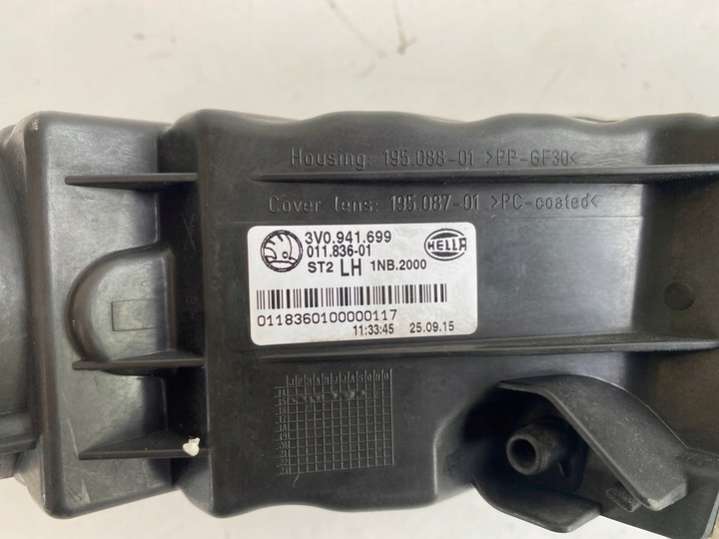 Housing: 195.088-01 >PP-GF30<
Cover lens: 195.087-01 >PC-coated<
3V0.941.699
011.836-01
HELLA
ST2 LH 1NB.2000
0118360100000117
11:33:45 25.09.15